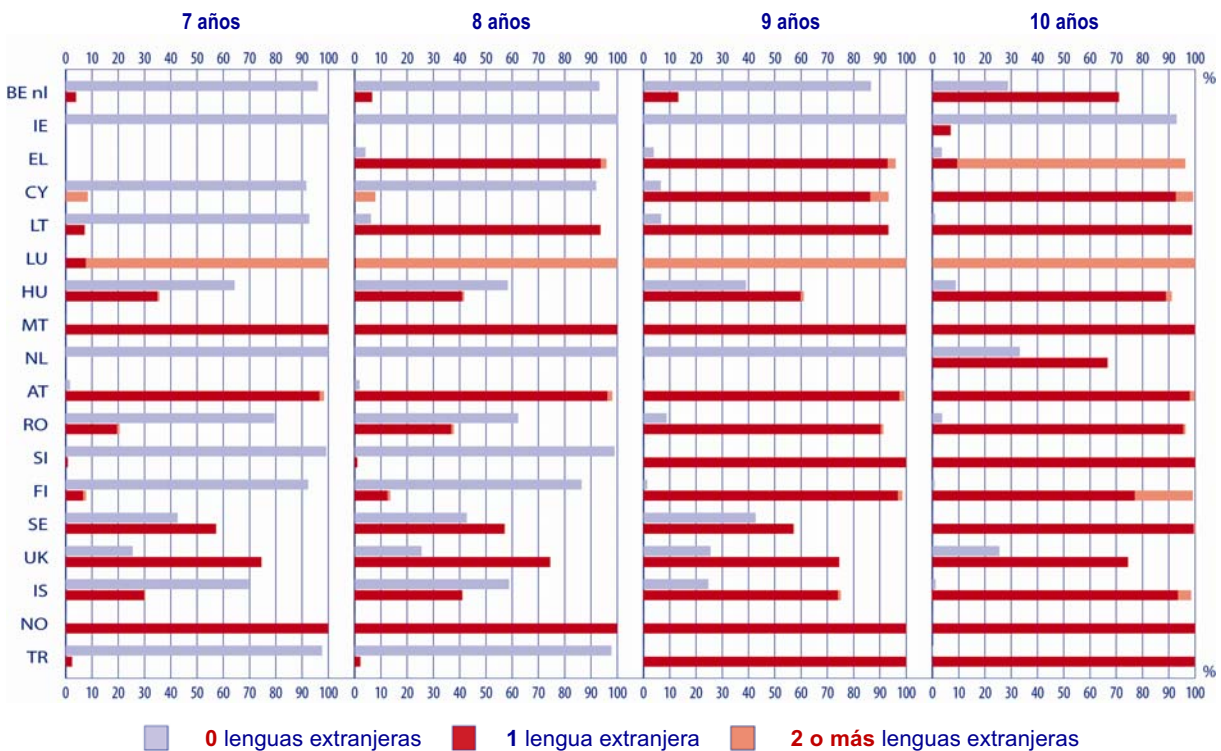 7 años 8 años 9 años 10 años
0 10 20 30 40 50 60 70 80 90 100 0 10 20 30 40 50 60 70 80 90 100 0 10 20 30 40 50 60 70 80 90 100 0 10 20 30 40 50 60 70 80 90 100
%
BE nl
IE
EL
CY
LT
LU
HU
MT
NL
AT
RO
SI
FI
SE
UK
IS
NO
TR
%
0 10 20 30 40 50 60 70 80 90 100 0 10 20 30 40 50 60 70 80 90 100 0 10 20 30 40 50 60 70 80 90 100 0 10 20 30 40 50 60 70 80 90 100
0 lenguas extranjeras 1 lengua extranjera 2 o más lenguas extranjeras